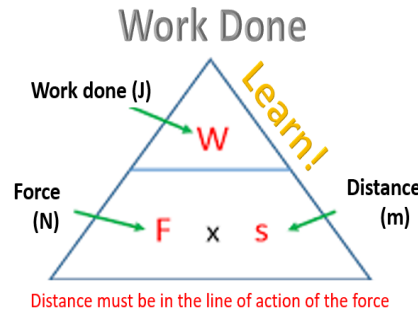 Work Done
Learn!
Work done (J)
W
Force
(N)
Distance
(m)
F x s
Distance must be in the line of action of the force